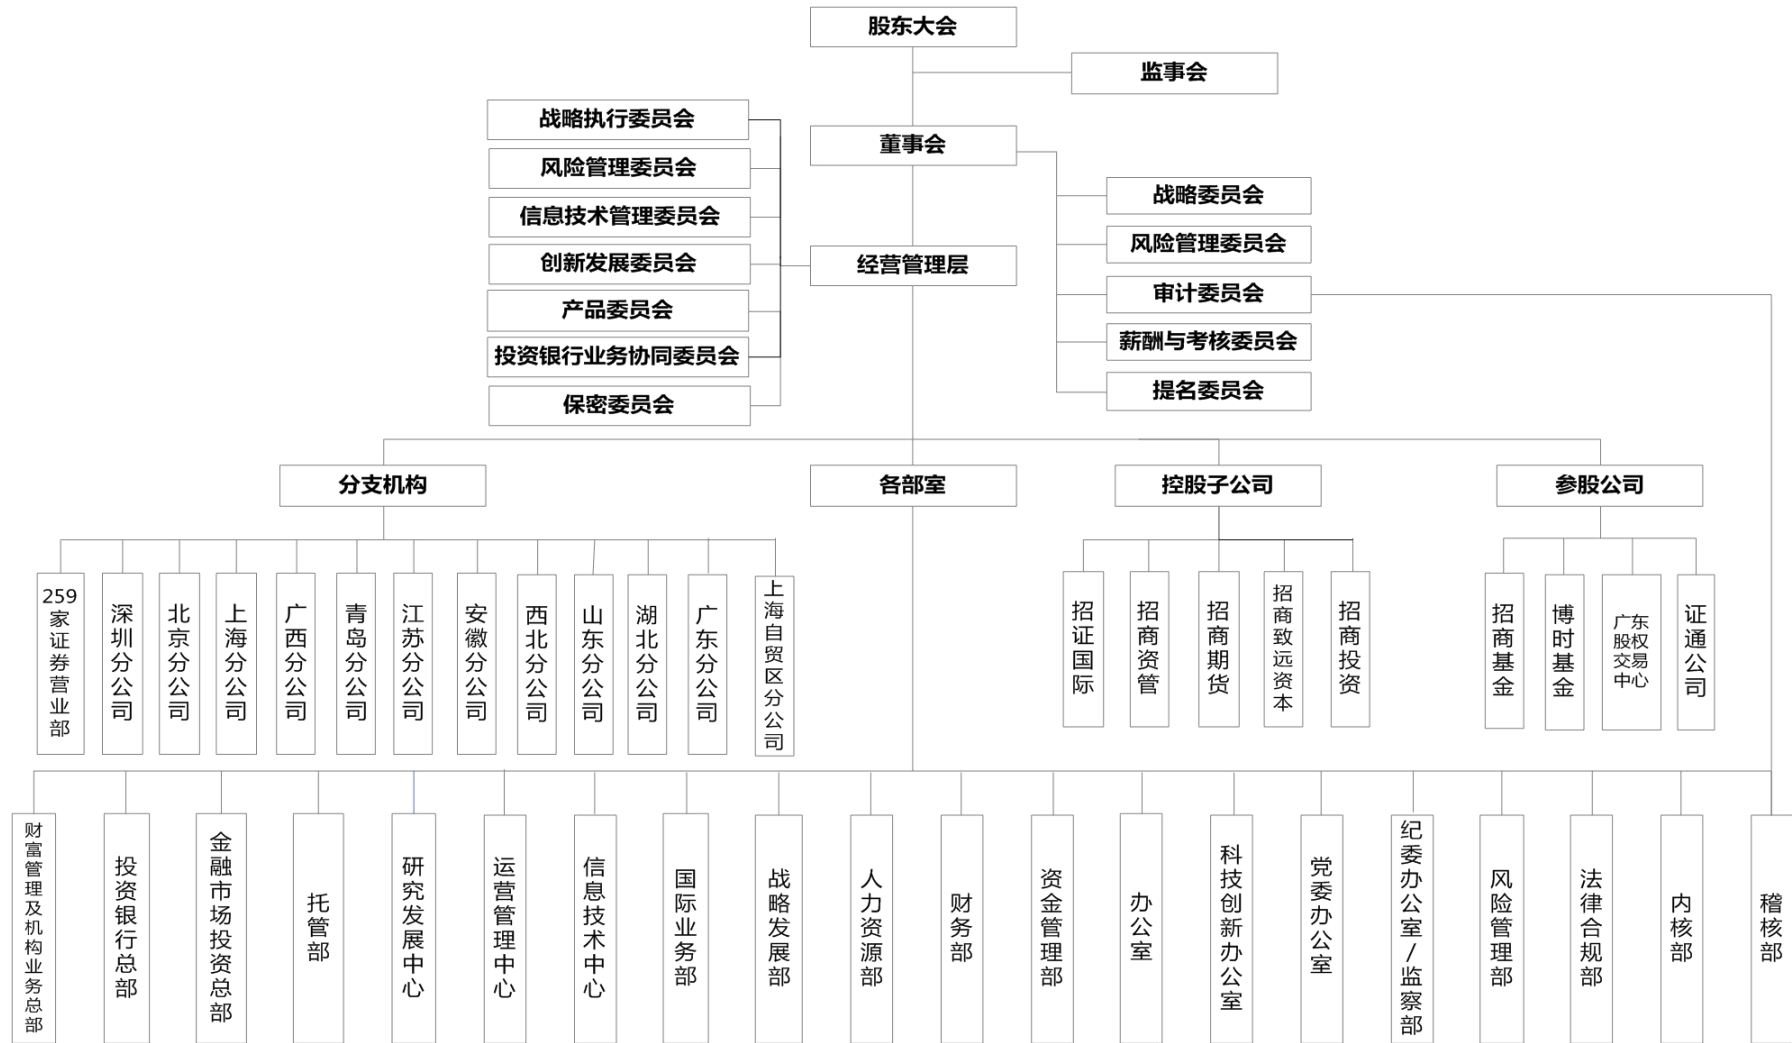 股东大会
监事会
战略执行委员会
董事会
风险管理委员会
战略委员会
信息技术管理委员会
风险管理委员会
创新发展委员会
经营管理层
审计委员会
产品委员会
薪酬与考核委员会
投资银行业务协同委员会
提名委员会
保密委员会
分支机构
各部室
控股子公司
参股公司
259家证券营业部
深圳分公司
北京分公司
上海分公司
广西分公司
青岛分公司
江苏分公司
安徽分公司
西北分公司
山东分公司
湖北分公司
广东分公司
上海自贸区分公司
招证国际
招商资管
招商期货
招商致远资本
招商投资
招商基金
博时基金
广东股权交易中心
证通公司
财富管理及机构业务总部
投资银行总部
金融市场投资总部
托管部
研究发展中心
运营管理中心
信息技术中心
国际业务部
战略发展部
人力资源部
财务部
资金管理部
办公室
科技创新办公室
党委办公室
纪委办公室/监察部
风险管理部
法律合规部
内核部
稽核部